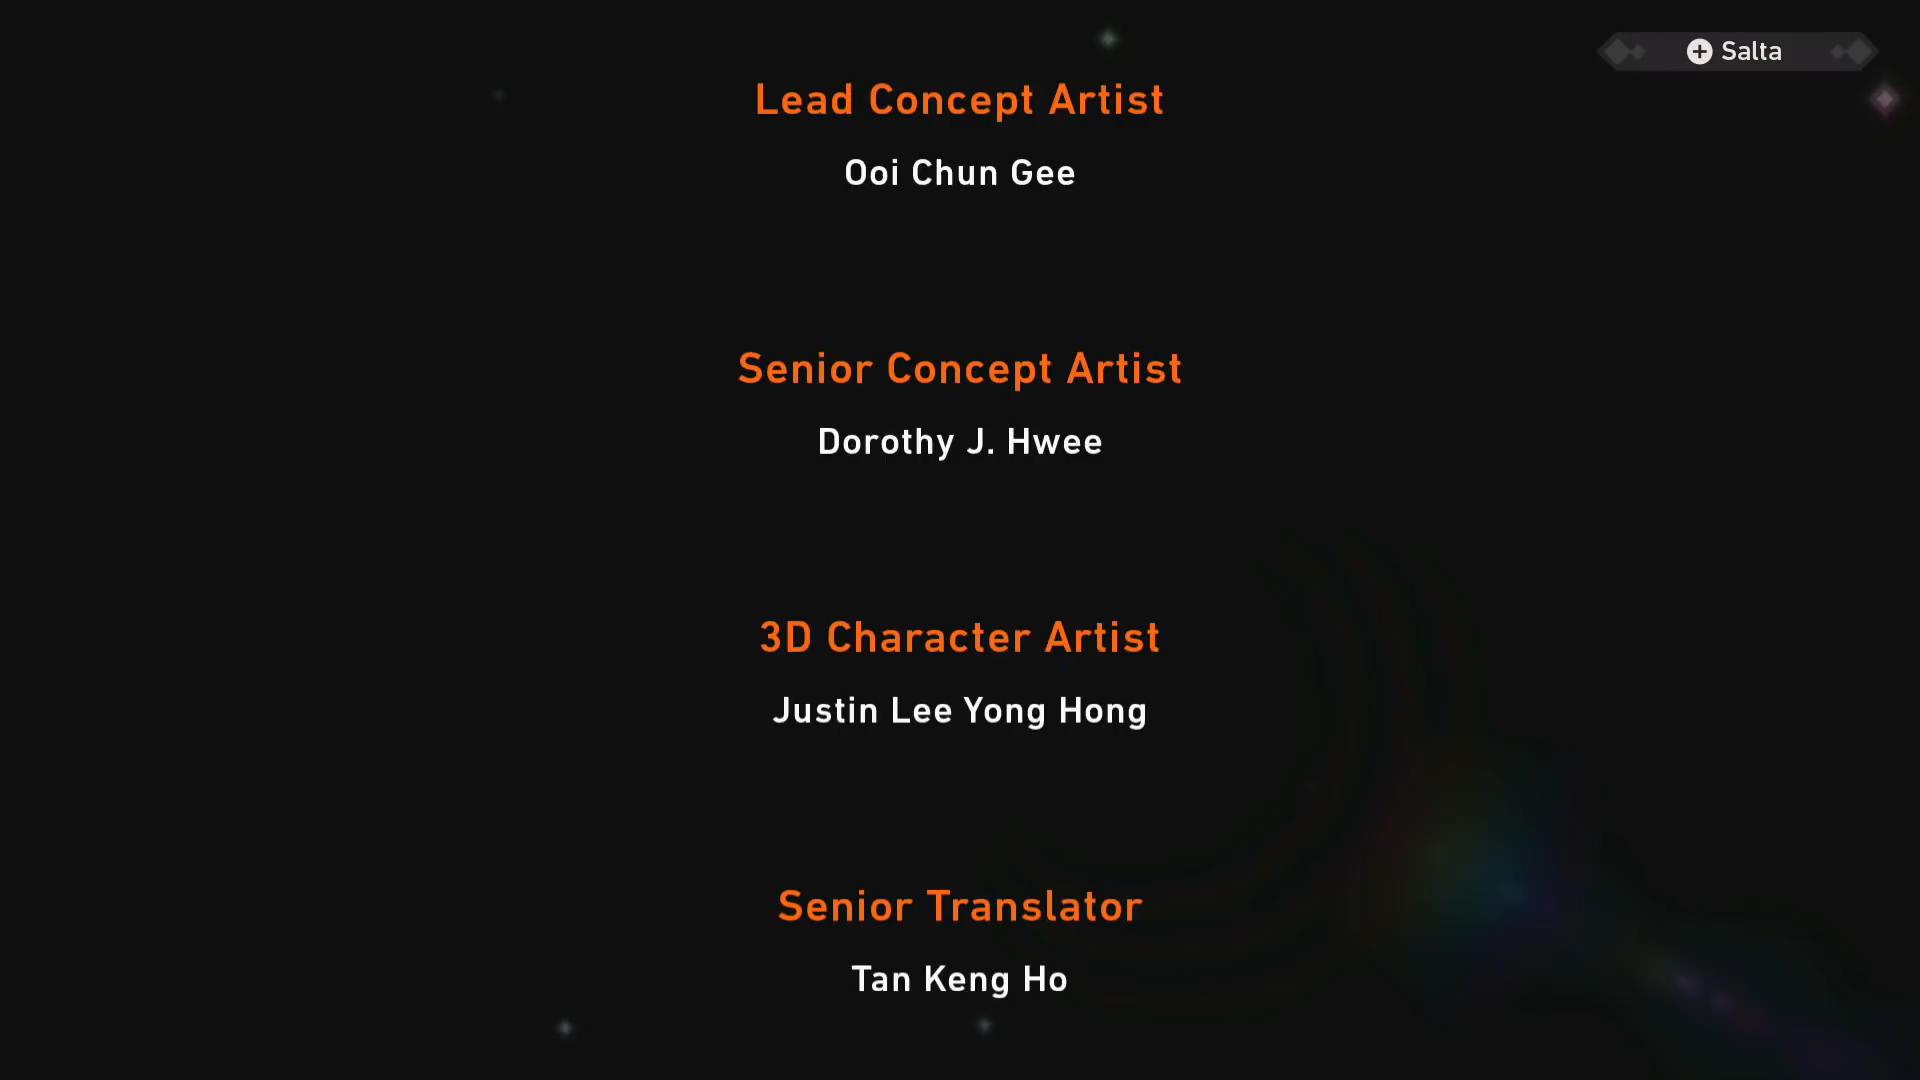 Salta
Lead Concept Artist
Ooi Chun Gee
Senior Concept Artist
Dorothy J. Hwee
3D Character Artist
Justin Lee Yong Hong
Senior Translator
Tan Keng Ho